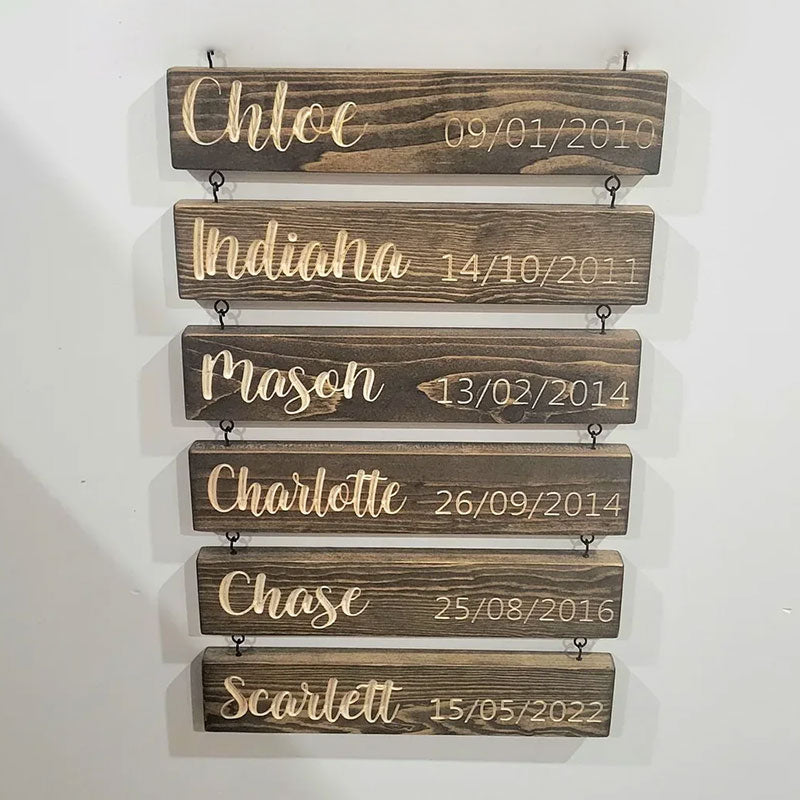 Chloe 09/01/2010
Indiana 14/10/2011
Mason 13/02/2014
Charlotte 26/09/2014
Chase 25/08/2016
Scarlett 15/05/2022